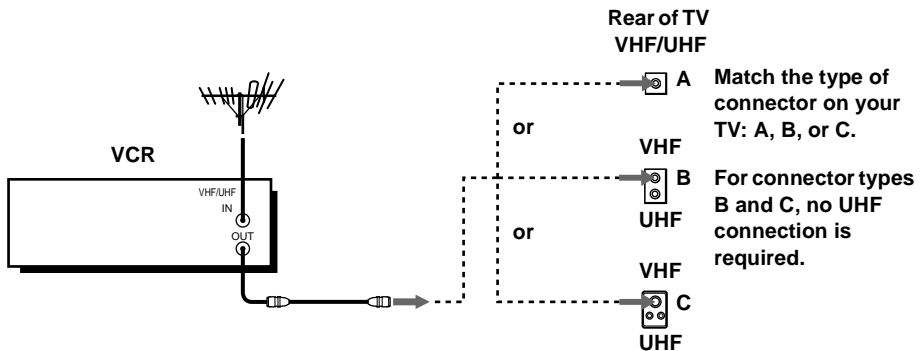 Rear of TV
VHF/UHF
A
Match the type of
connector on your
TV: A, B, or C.
or
VCR
VHF
VHF/UHF
IN
B
For connector types
B and C, no UHF
connection is
required.
UHF
OUT
or
VHF
C
UHF